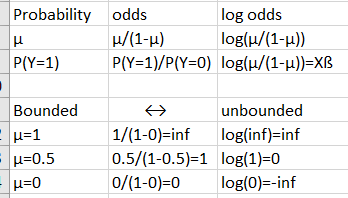 Probability odds log odds
μ μ/(1-μ) log(μ/(1-μ))
P(Y=1) P(Y=1)/P(Y=0) log(μ/(1-μ))=Xß
Bounded ↔ unbounded
μ=1 1/(1-0)=inf log(inf)=inf
μ=0.5 0.5/(1-0.5)=1 log(1)=0
μ=0 0/(1-0)=0 log(0)=-inf